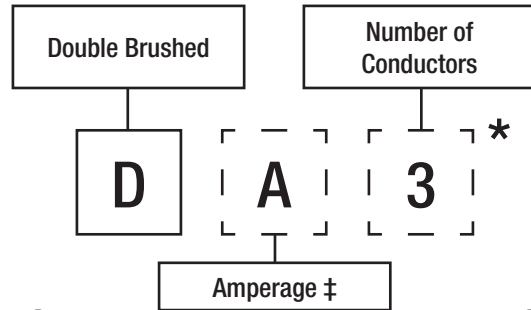 Double Brushed
Number of
Conductors
D A 3 *
Amperage ‡